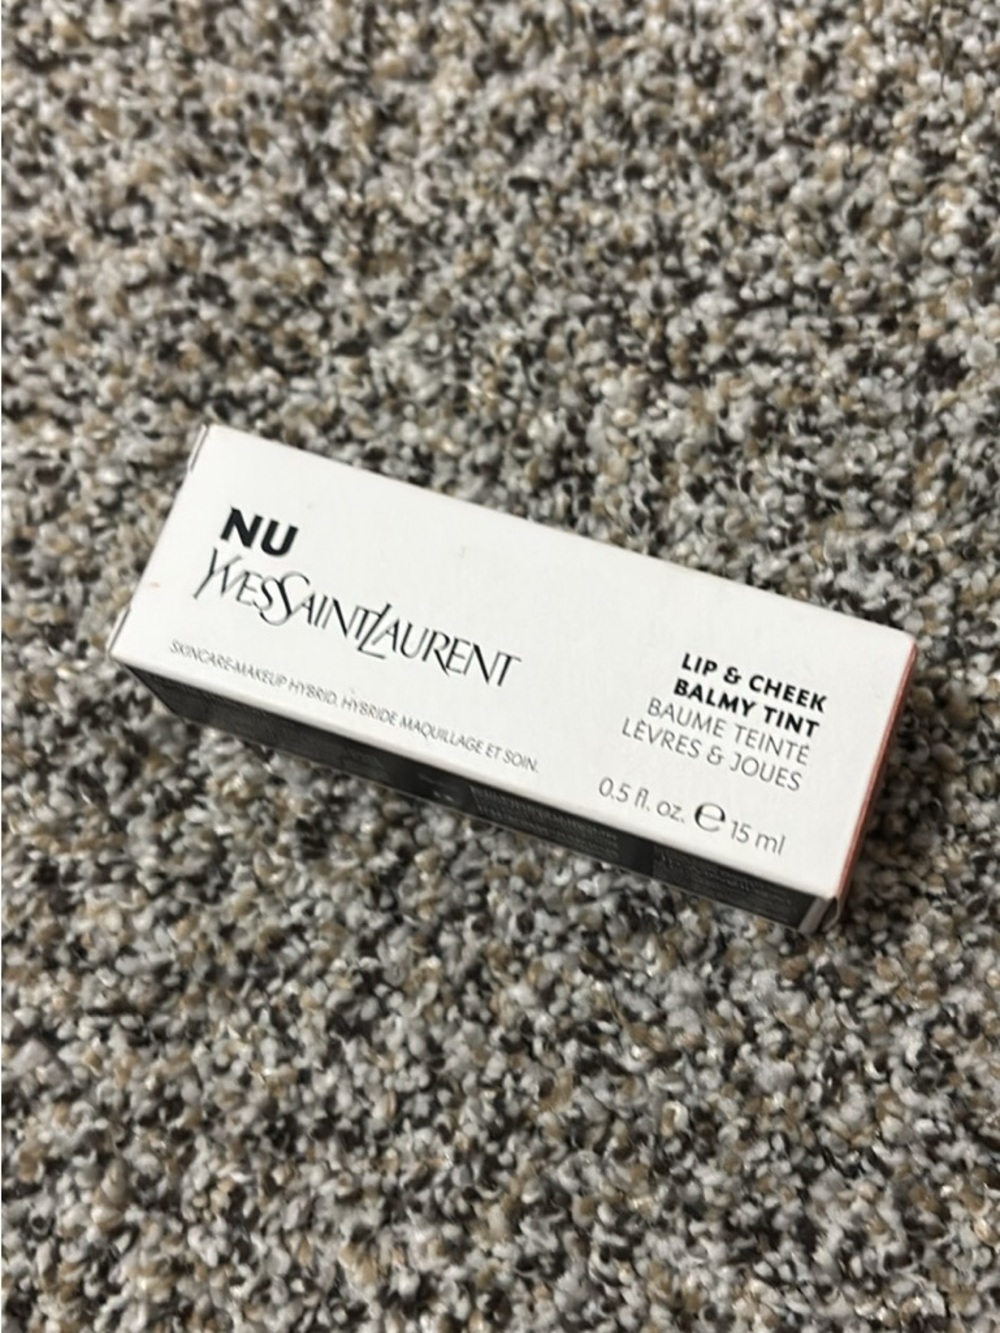 NU
YVESSAINTLAURENT
SKINCARE-MAKEUP HYBRID. HYBRIDE MAQUILLAGE ET SOIN.
LIP & CHEEK
BALMY TINT
BAUME TEINTÉ
LÈVRES & JOUES
0.5 fl. oz. ℮ 15 ml